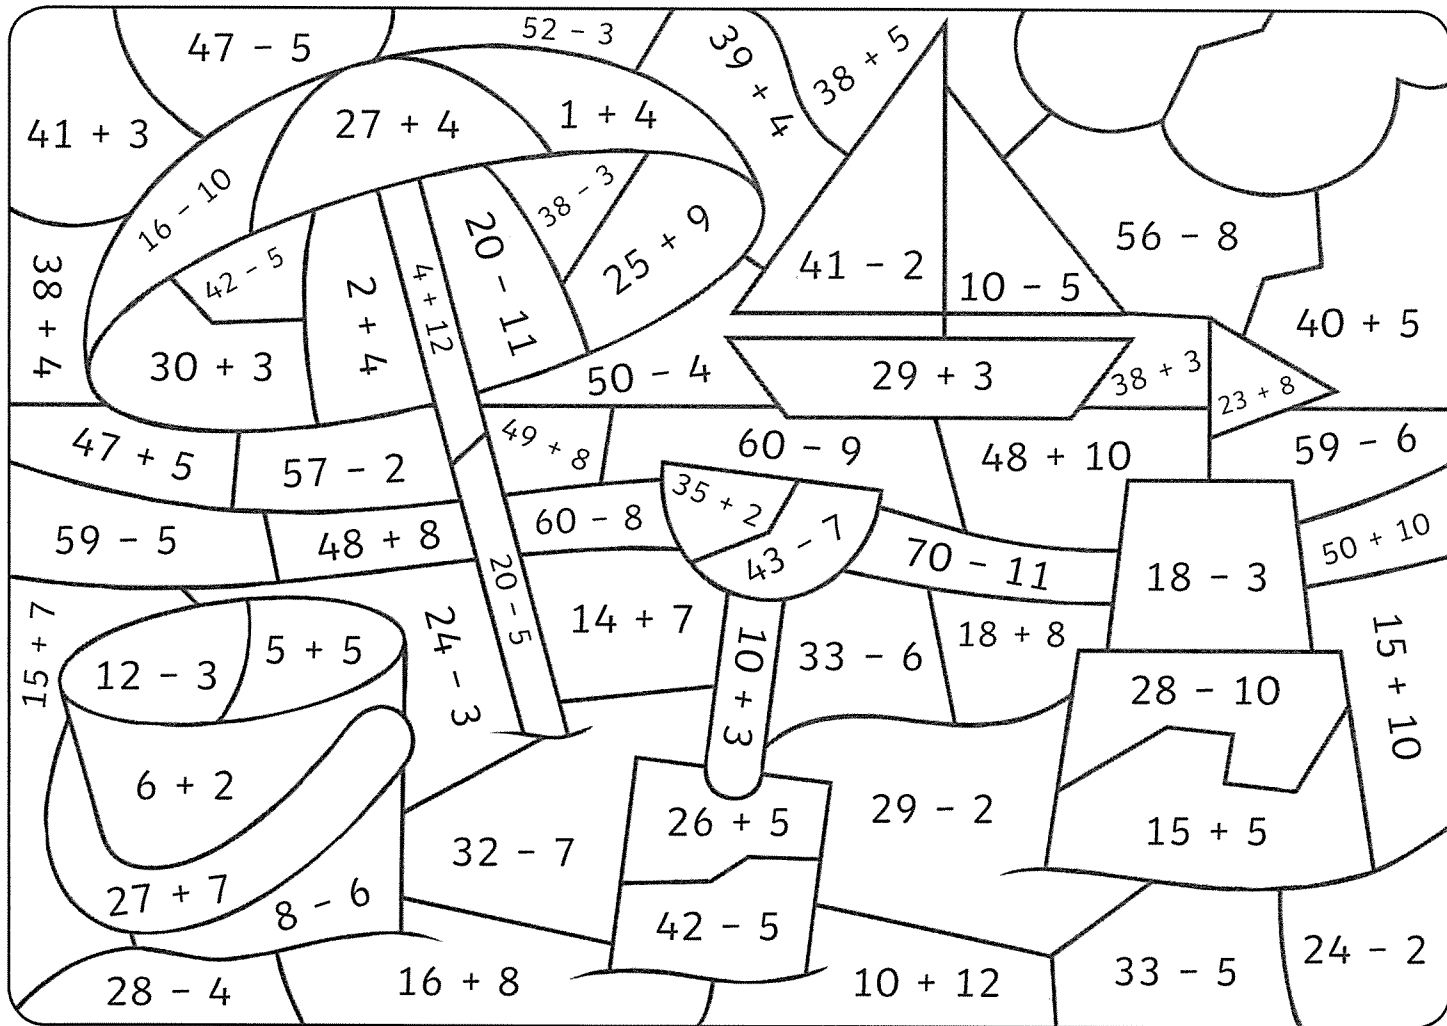 47 – 5
52 – 3
39 + 4
38 + 5
41 + 3
27 + 4
1 + 4
16 – 10
38 – 3
42 – 5
20 – 11
25 + 9
41 – 2
10 – 5
56 – 8
38 + 4
2 + 4
4 + 12
30 + 3
50 – 4
29 + 3
38 + 3
23 + 8
40 + 5
47 + 5
57 – 2
49 + 8
60 – 9
48 + 10
59 – 6
59 – 5
48 + 8
60 – 8
35 + 2
43 – 7
70 – 11
18 – 3
50 + 10
15 + 7
12 – 3
5 + 5
24 – 3
20 – 5
14 + 7
10 + 3
33 – 6
18 + 8
28 – 10
15 + 10
6 + 2
32 – 7
26 + 5
29 – 2
15 + 5
27 + 7
8 – 6
42 – 5
28 – 4
16 + 8
10 + 12
33 – 5
24 – 2